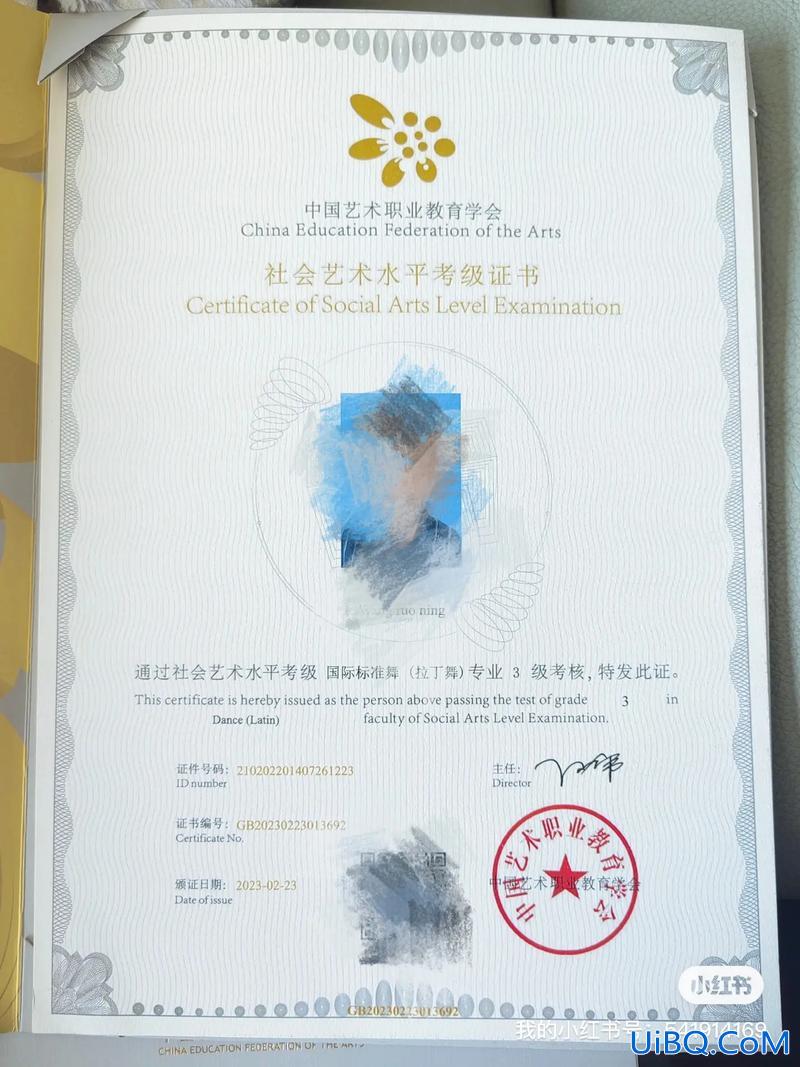 中国艺术职业教育学会
China Education Federation of the Arts
社会艺术水平考级证书
Certificate of Social Arts Level Examination
ruo ning
通过社会艺术水平考级 国际标准舞(拉丁舞)专业 3 级考核,特发此证。
This certificate is hereby issued as the person above passing the test of grade 3 in
Dance (Latin) faculty of Social Arts Level Examination.
证件号码: 210202201407261223
ID number
主任:
Director
证书编号: GB20230223013692
Certificate No.
颁证日期: 2023-02-23
Date of issue
中国艺术职业教育学会
中国艺术职业教育学会
小红书
GB20230223013692
我的小红书号: 541914169
CHINA EDUCATION FEDERATION OF THE ARTS
UiBQ.CoM